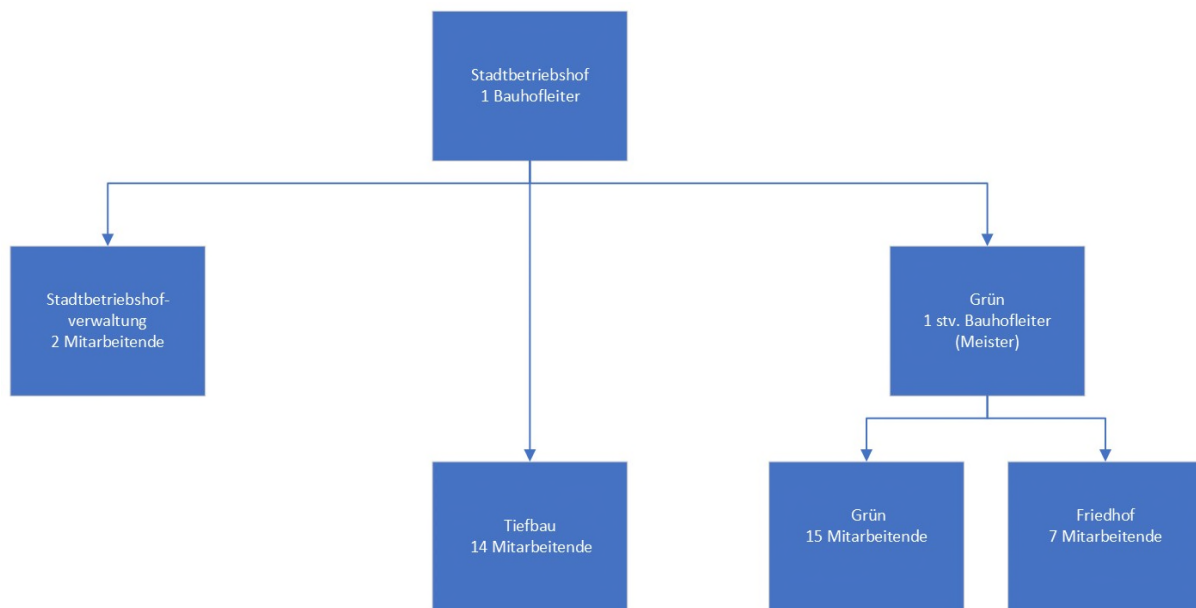 Stadtbetriebshof
1 Bauhofleiter
Stadtbetriebshof-
verwaltung
2 Mitarbeitende
Grün
1 stv. Bauhofleiter
(Meister)
Tiefbau
14 Mitarbeitende
Grün
15 Mitarbeitende
Friedhof
7 Mitarbeitende